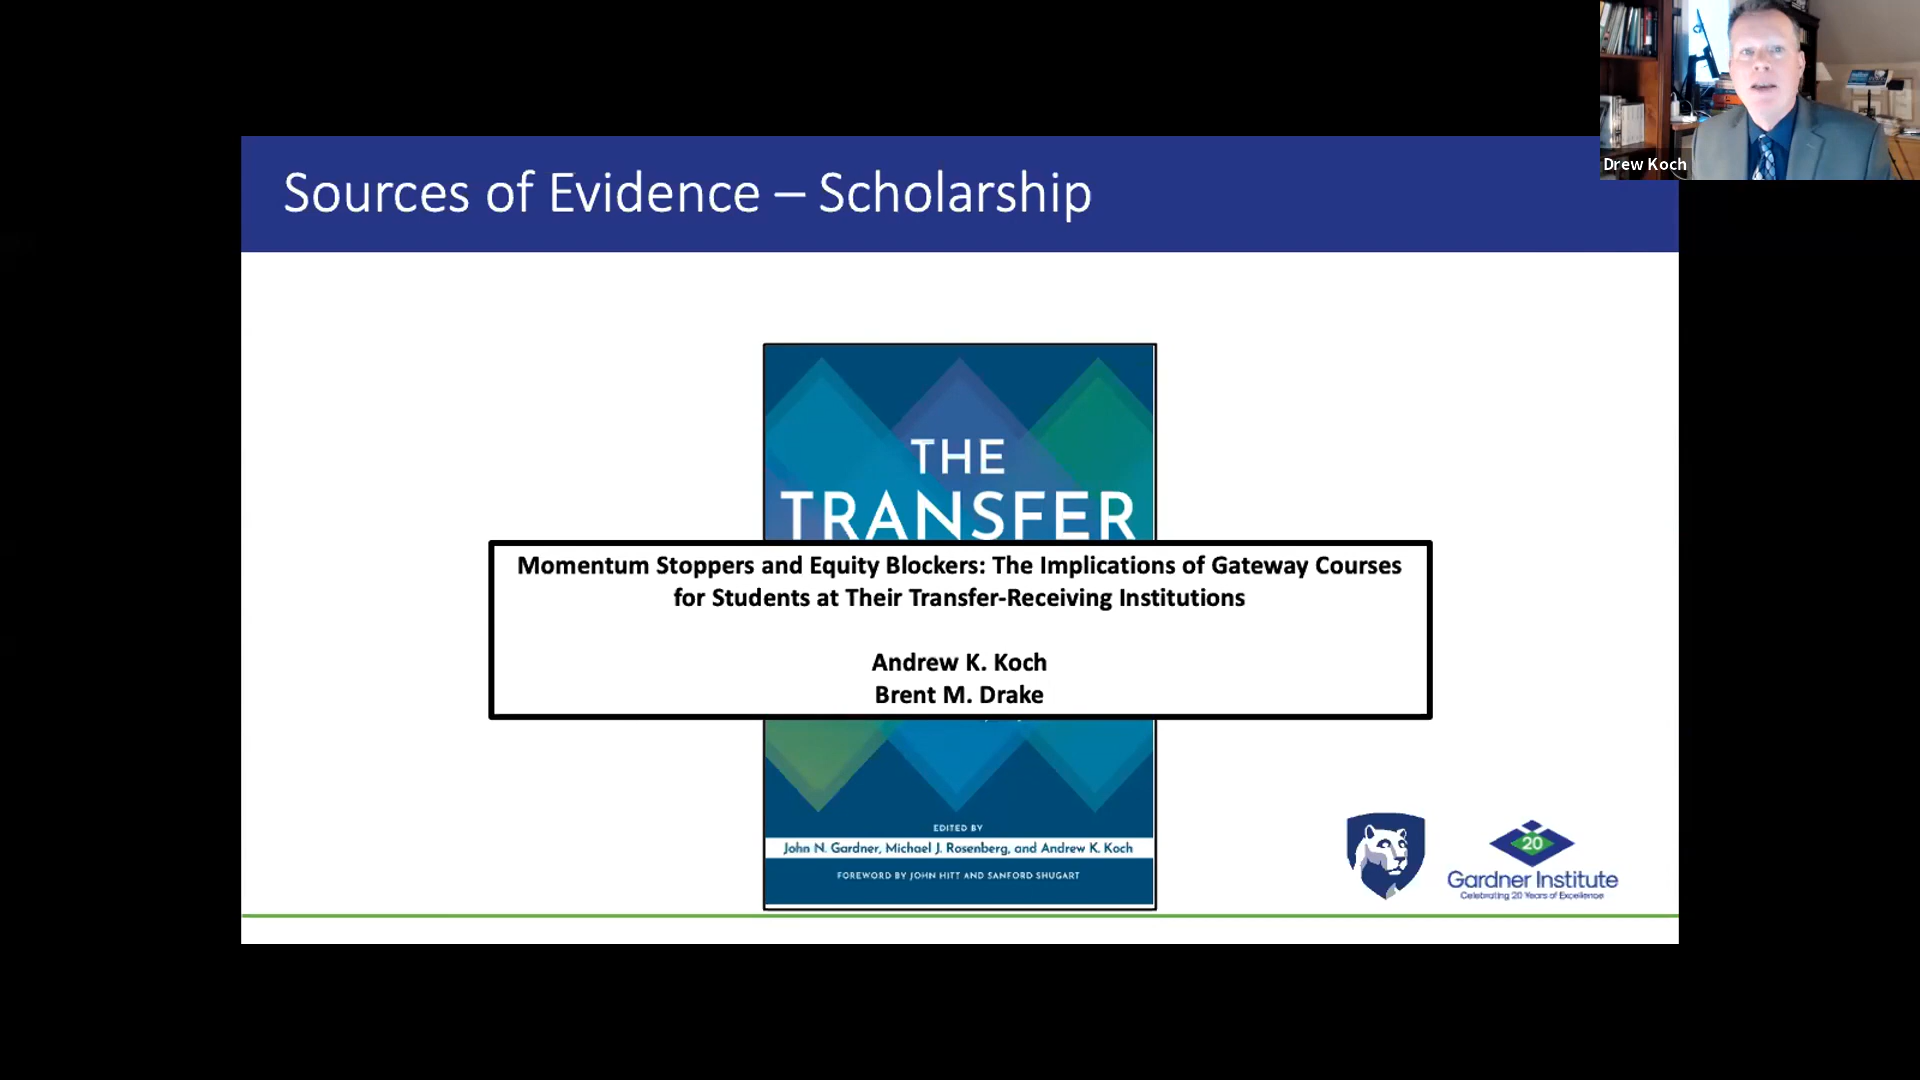 Drew Koch
Sources of Evidence – Scholarship
THE
TRANSFER
Momentum Stoppers and Equity Blockers: The Implications of Gateway Courses
for Students at Their Transfer-Receiving Institutions
Andrew K. Koch
Brent M. Drake
EDITED BY
John N. Gardner, Michael J. Rosenberg, and Andrew K. Koch
FOREWORD BY JOHN HITT AND SANFORD SHUGART
20
Gardner Institute
Celebrating 20 Years of Excellence